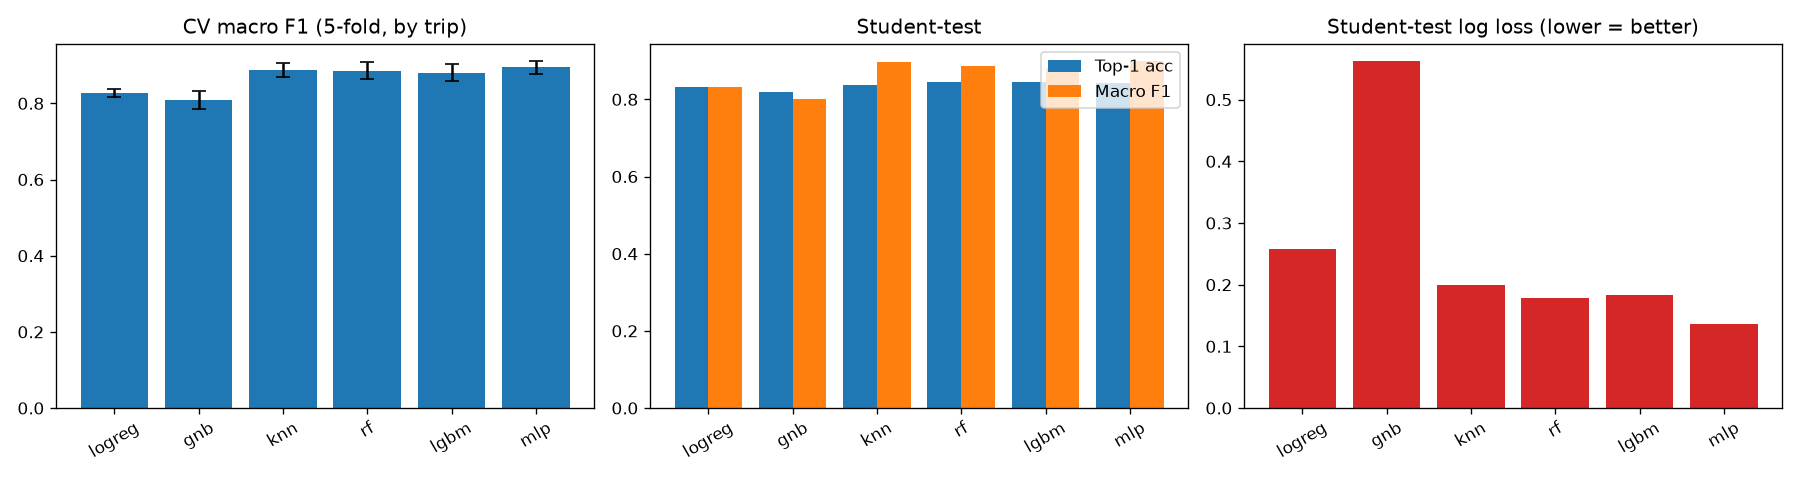 CV macro F1 (5-fold, by trip)
0.8
0.6
0.4
0.2
0.0
logreg gnb knn rf lgbm mlp
Student-test
Top-1 acc
Macro F1
0.8
0.6
0.4
0.2
0.0
logreg gnb knn rf lgbm mlp
Student-test log loss (lower = better)
0.5
0.4
0.3
0.2
0.1
0.0
logreg gnb knn rf lgbm mlp